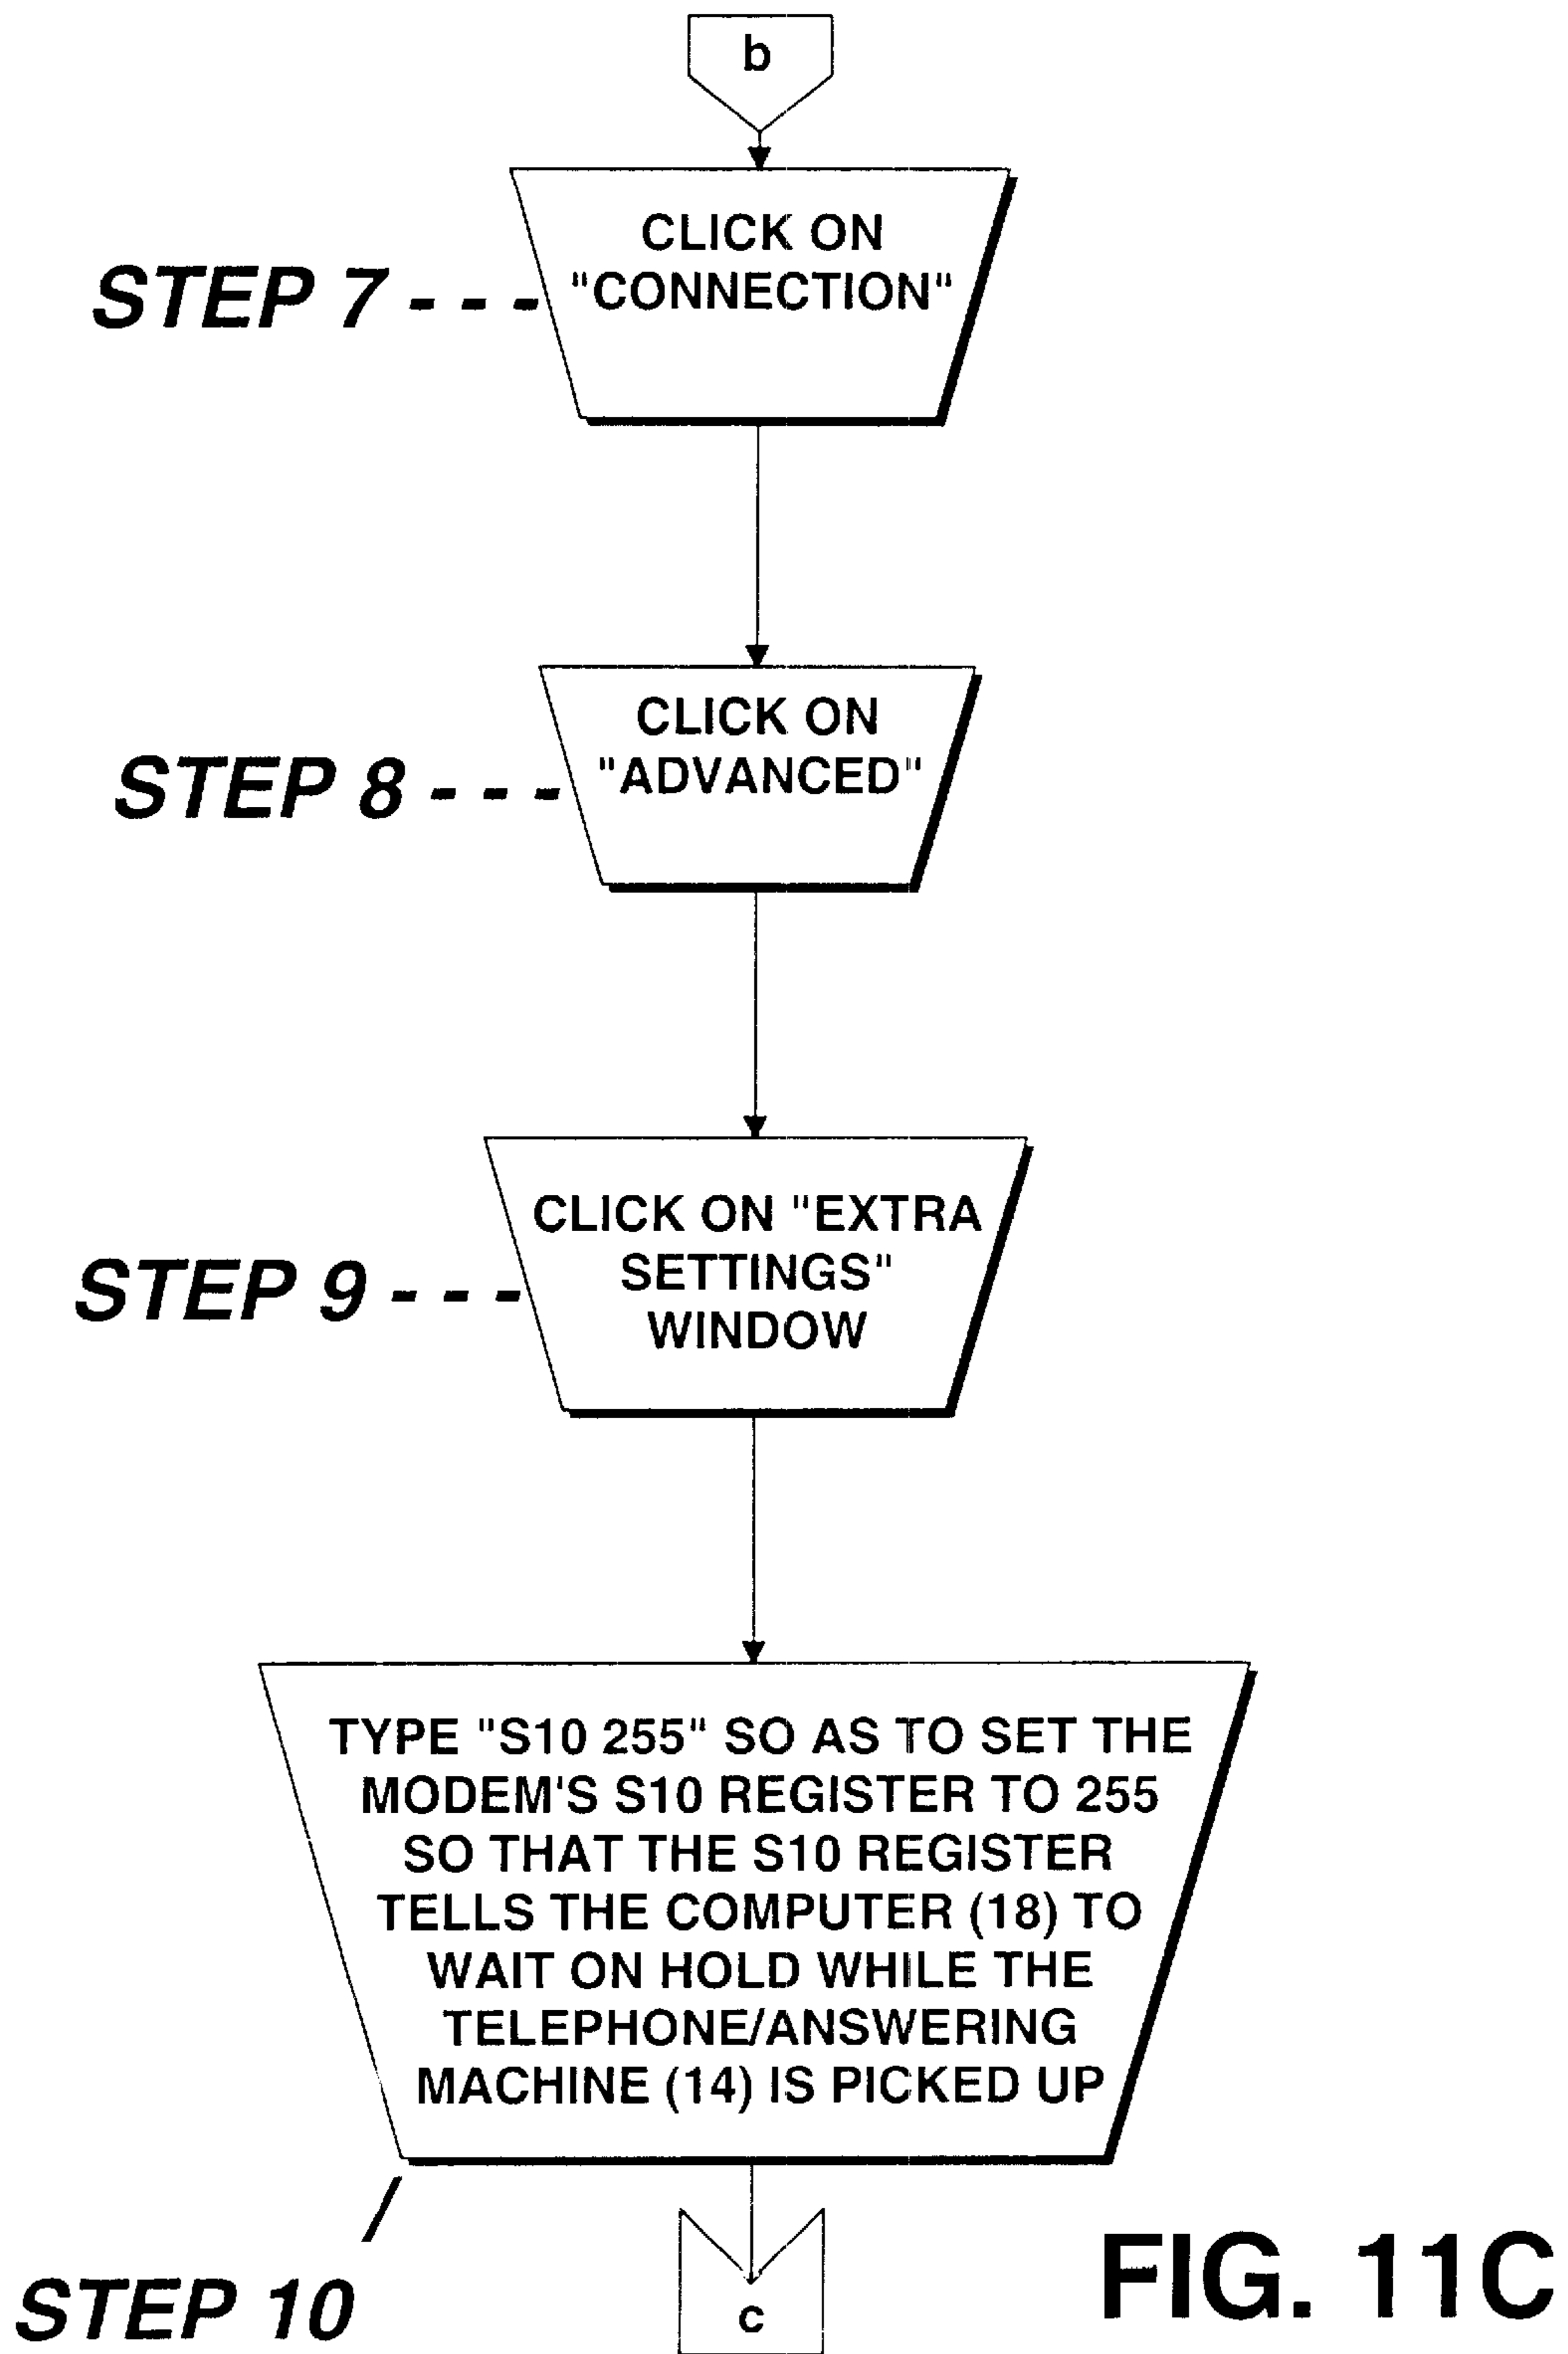 b
CLICK ON
"CONNECTION"
STEP 7 - - -
CLICK ON
"ADVANCED"
STEP 8 - - -
CLICK ON "EXTRA
SETTINGS"
WINDOW
STEP 9 - - -
TYPE "S10 255" SO AS TO SET THE
MODEM'S S10 REGISTER TO 255
SO THAT THE S10 REGISTER
TELLS THE COMPUTER (18) TO
WAIT ON HOLD WHILE THE
TELEPHONE/ANSWERING
MACHINE (14) IS PICKED UP
STEP 10
c
FIG. 11C